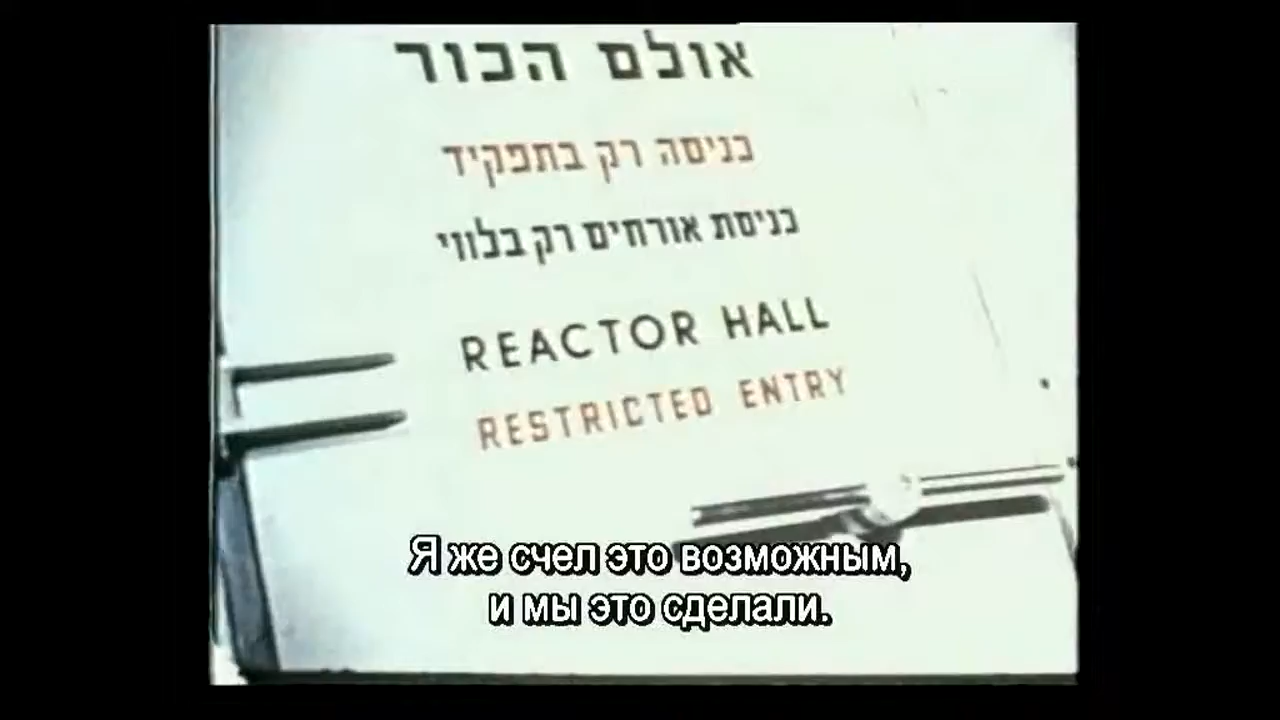 אולם הכור
כניסה רק בתפקיד
כניסת אורחים רק בלווי
REACTOR HALL
RESTRICTED ENTRY
Я же счел это возможным,
и мы это сделали.